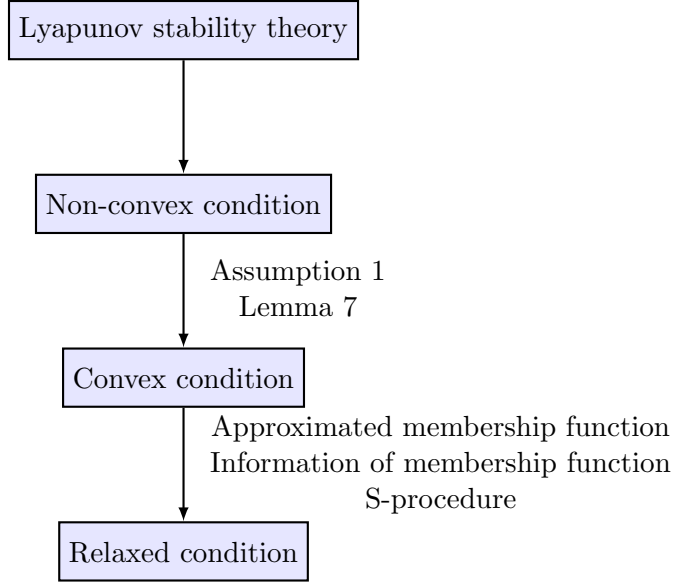 Lyapunov stability theory
Non-convex condition
Assumption 1
Lemma 7
Convex condition
Approximated membership function
Information of membership function
S-procedure
Relaxed condition